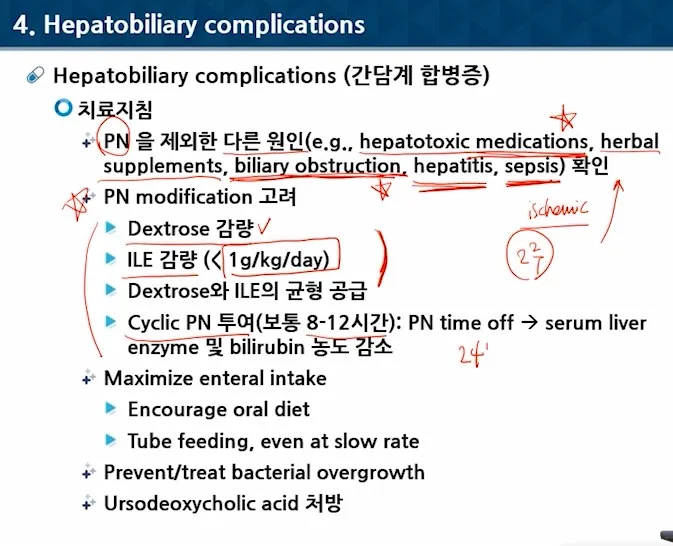 4. Hepatobiliary complications
Hepatobiliary complications (간담계 합병증)
치료지침
PN 을 제외한 다른 원인(e.g., hepatotoxic medications, herbal
supplements, biliary obstruction, hepatitis, sepsis) 확인
PN modification 고려
ischemic
Dextrose 감량
ILE 감량 (< 1g/kg/day)
Dextrose와 ILE의 균형 공급
Cyclic PN 투여(보통 8-12시간): PN time off → serum liver
enzyme 및 bilirubin 농도 감소
24'
Maximize enteral intake
Encourage oral diet
Tube feeding, even at slow rate
Prevent/treat bacterial overgrowth
Ursodeoxycholic acid 처방